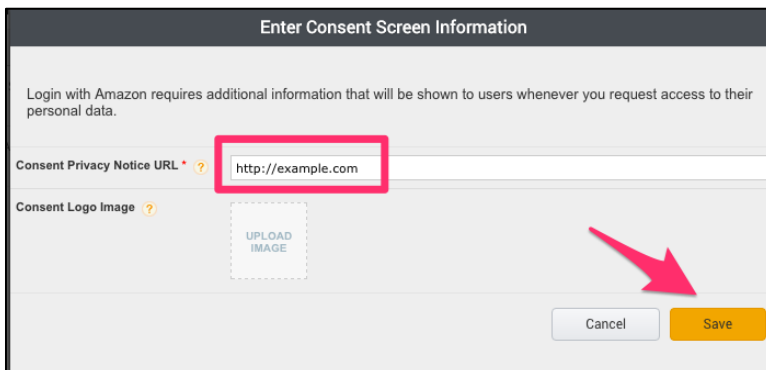 Enter Consent Screen Information
Login with Amazon requires additional information that will be shown to users whenever you request access to their
personal data.
Consent Privacy Notice URL * ?
http://example.com
Consent Logo Image ?
UPLOAD
IMAGE
Cancel
Save